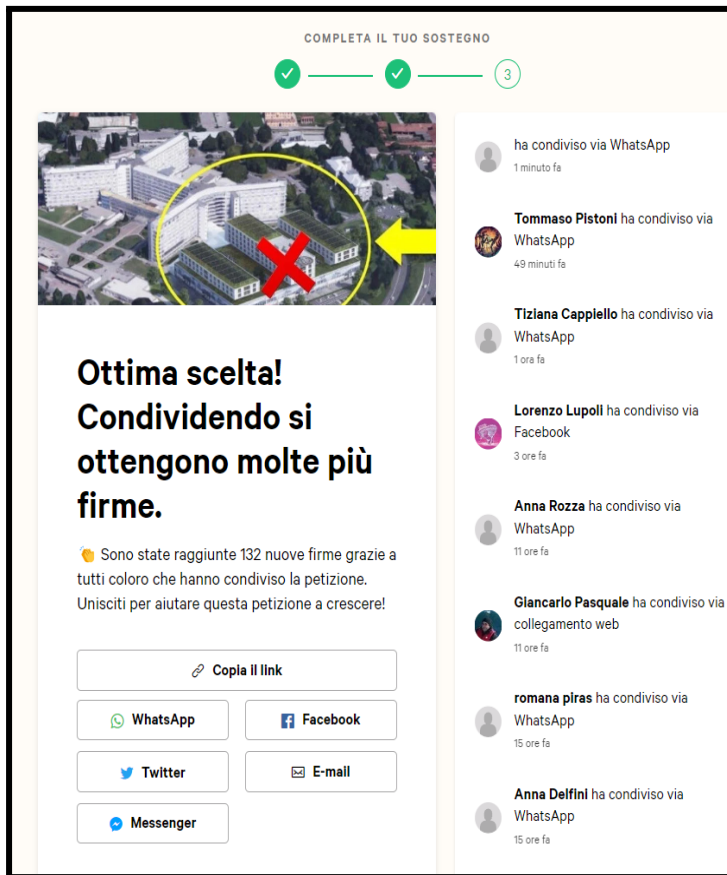 COMPLETA IL TUO SOSTEGNO
3
Ottima scelta!
Condividendo si
ottengono molte più
firme.
👏 Sono state raggiunte 132 nuove firme grazie a
tutti coloro che hanno condiviso la petizione.
Unisciti per aiutare questa petizione a crescere!
Copia il link
WhatsApp
Facebook
Twitter
E-mail
Messenger
ha condiviso via WhatsApp
1 minuto fa
Tommaso Pistoni ha condiviso via
WhatsApp
49 minuti fa
Tiziana Cappiello ha condiviso via
WhatsApp
1 ora fa
Lorenzo Lupoli ha condiviso via
Facebook
3 ore fa
Anna Rozza ha condiviso via
WhatsApp
11 ore fa
Giancarlo Pasquale ha condiviso via
collegamento web
11 ore fa
romana piras ha condiviso via
WhatsApp
15 ore fa
Anna Delfini ha condiviso via
WhatsApp
15 ore fa